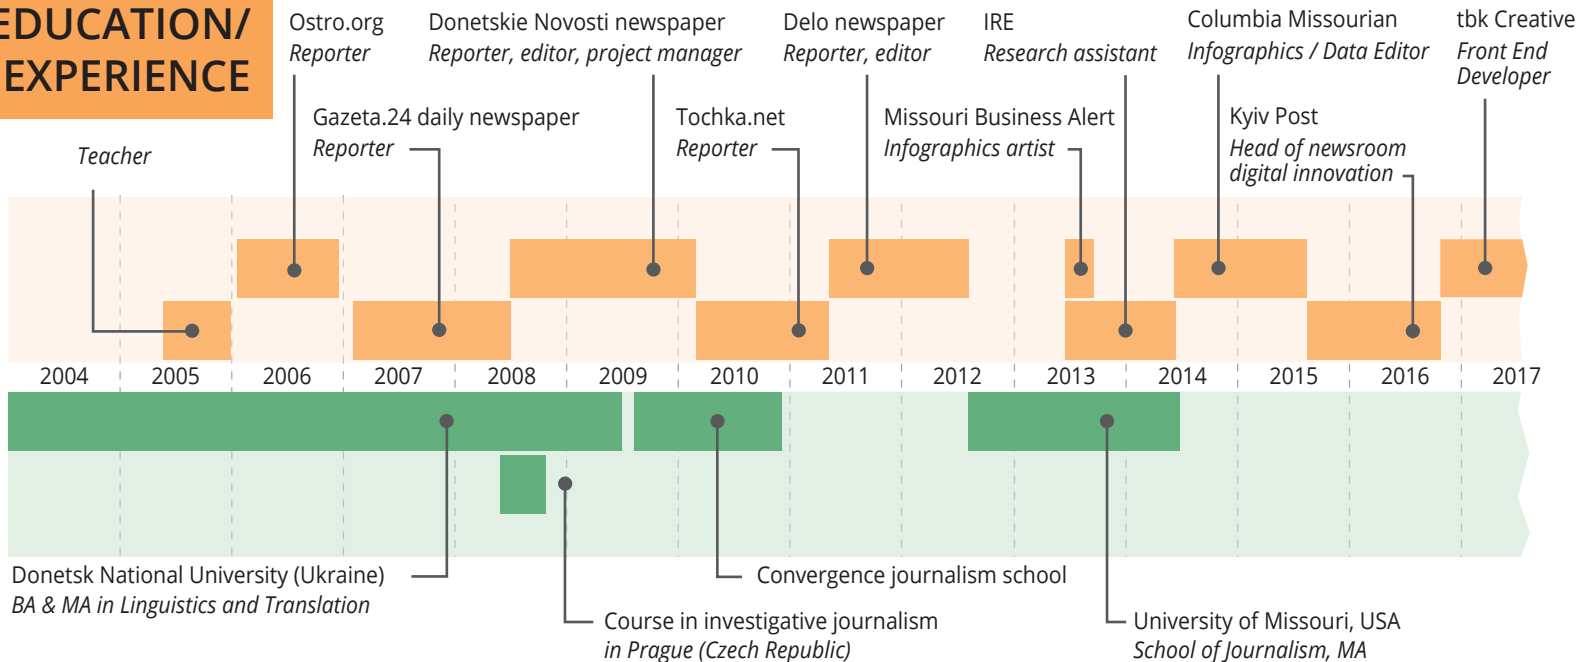 EDUCATION/
EXPERIENCE
Ostro.org
Reporter
Donetskie Novosti newspaper
Reporter, editor, project manager
Delo newspaper
Reporter, editor
IRE
Research assistant
Columbia Missourian
Infographics / Data Editor
tbk Creative
Front End
Developer
Teacher
Gazeta.24 daily newspaper
Reporter
Tochka.net
Reporter
Missouri Business Alert
Infographics artist
Kyiv Post
Head of newsroom
digital innovation
2004 2005 2006 2007 2008 2009 2010 2011 2012 2013 2014 2015 2016 2017
Donetsk National University (Ukraine)
BA & MA in Linguistics and Translation
Convergence journalism school
Course in investigative journalism
in Prague (Czech Republic)
University of Missouri, USA
School of Journalism, MA